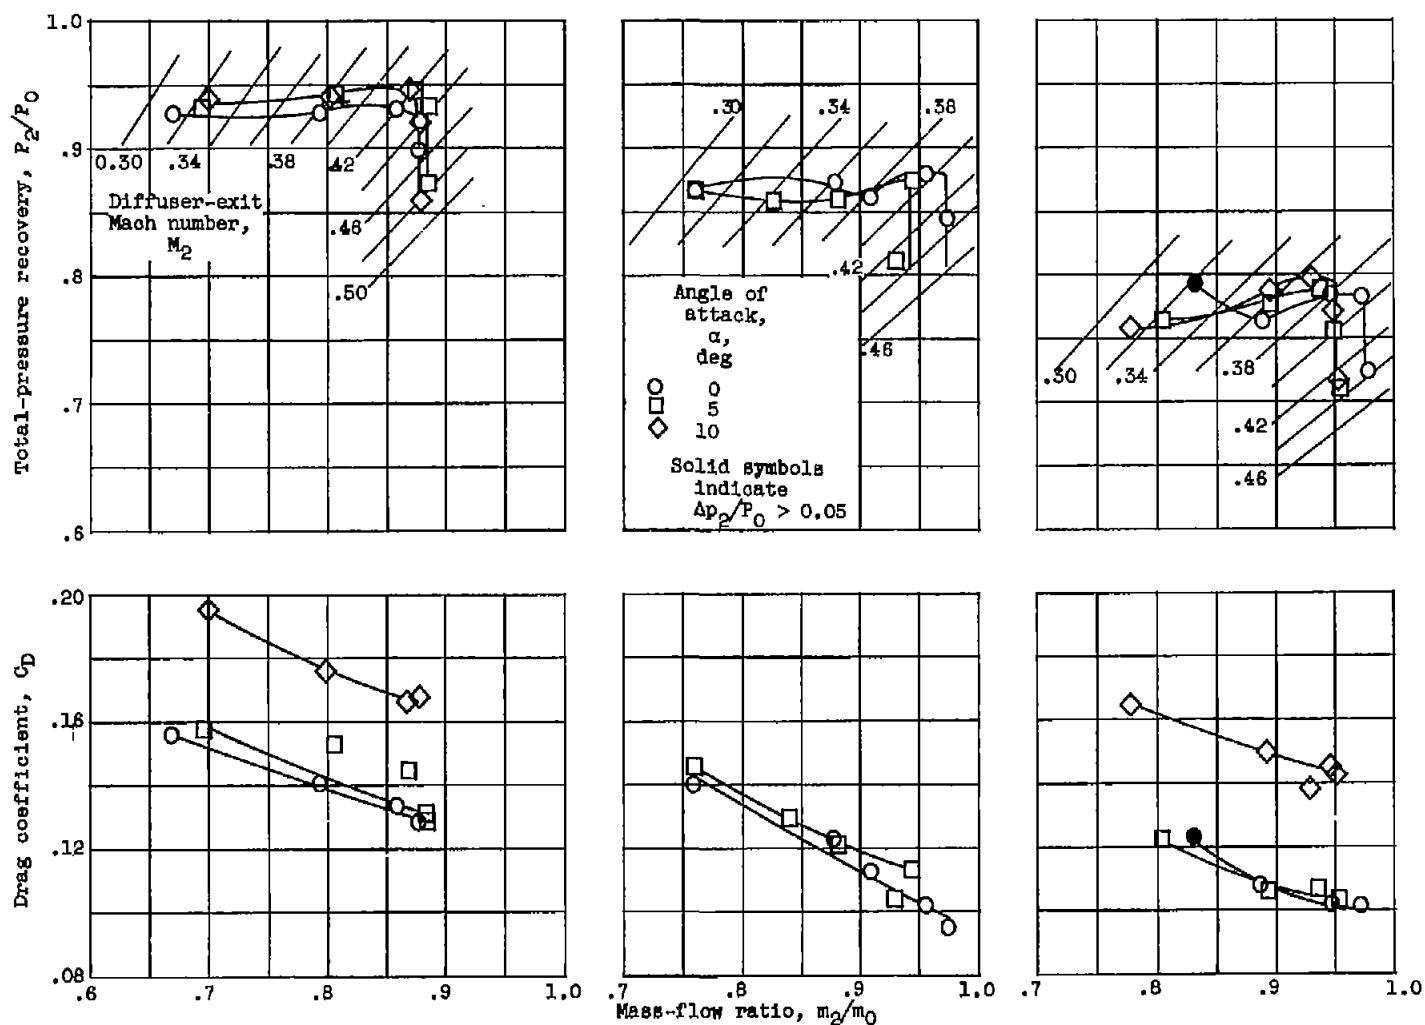 1.0
.9
.8
.7
.6
Total-pressure recovery, P2/P0
0.30 .34 .38 .42
.46
.50
Diffuser-exit
Mach number,
M2
.30 .34 .38
.42
.46
Angle of
attack,
α,
deg
0
5
10
Solid symbols
indicate
Δp2/P0 > 0.05
.30 .34 .38
.42
.46
.20
.16
.12
.08
Drag coefficient, CD
.6 .7 .8 .9 1.0
.7 .8 .9 1.0
.7 .8 .9 1.0
Mass-flow ratio, m2/m0